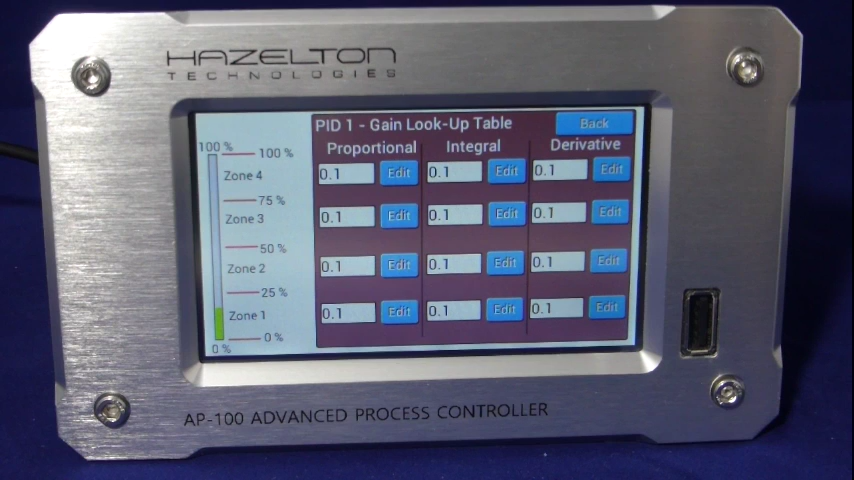 HAZELTON
TECHNOLOGIES
PID 1 - Gain Look-Up Table
Back
Proportional Integral Derivative
100 %
100 %
Zone 4
0.1 Edit 0.1 Edit 0.1 Edit
75 %
Zone 3
0.1 Edit 0.1 Edit 0.1 Edit
50 %
Zone 2
0.1 Edit 0.1 Edit 0.1 Edit
25 %
Zone 1
0.1 Edit 0.1 Edit 0.1 Edit
0 %
0 %
AP-100 ADVANCED PROCESS CONTROLLER